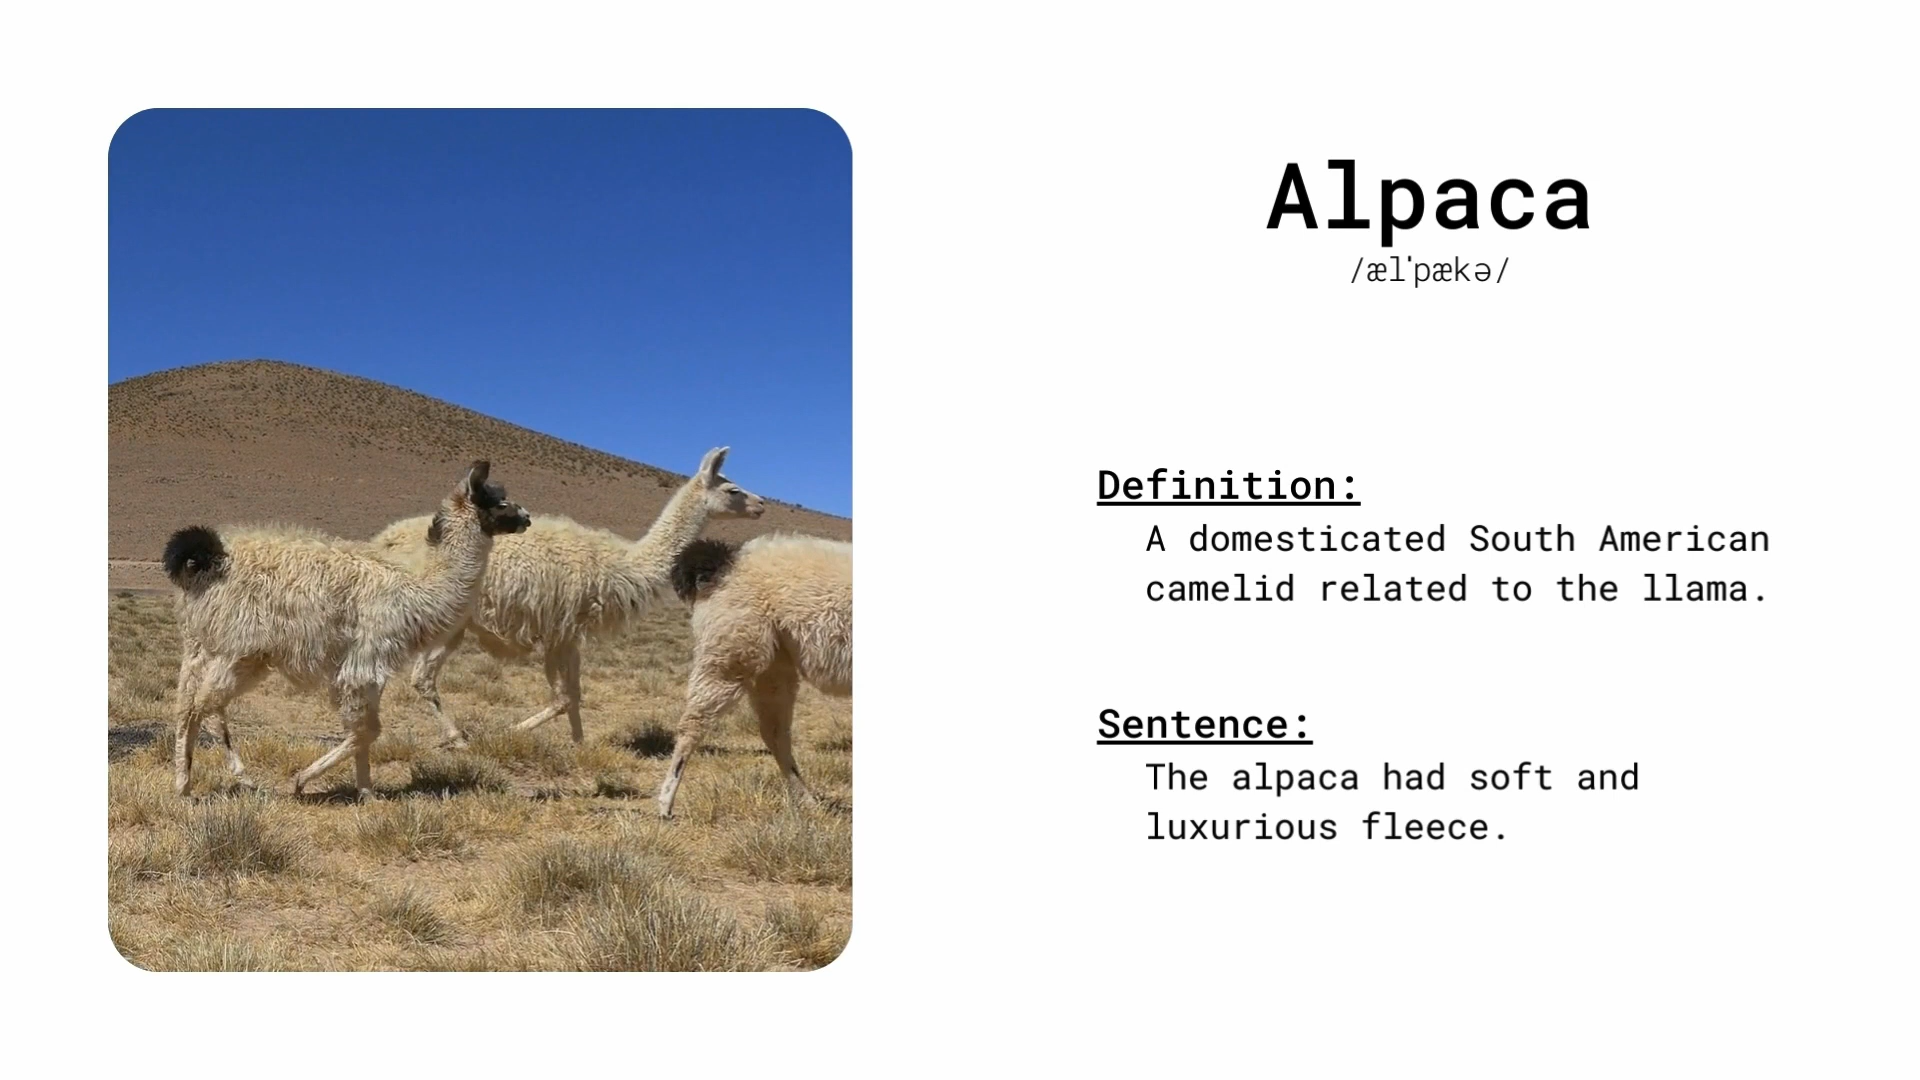 Alpaca
/ælˈpækə/
Definition:
A domesticated South American
camelid related to the llama.
Sentence:
The alpaca had soft and
luxurious fleece.